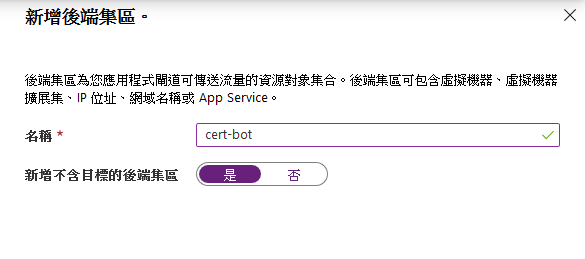 新增後端集區。
後端集區為您應用程式閘道可傳送流量的資源對象集合。後端集區可包含虛擬機器、虛擬機器
擴展集、IP 位址、網域名稱或 App Service。
名稱 * cert-bot
新增不含目標的後端集區 是 否